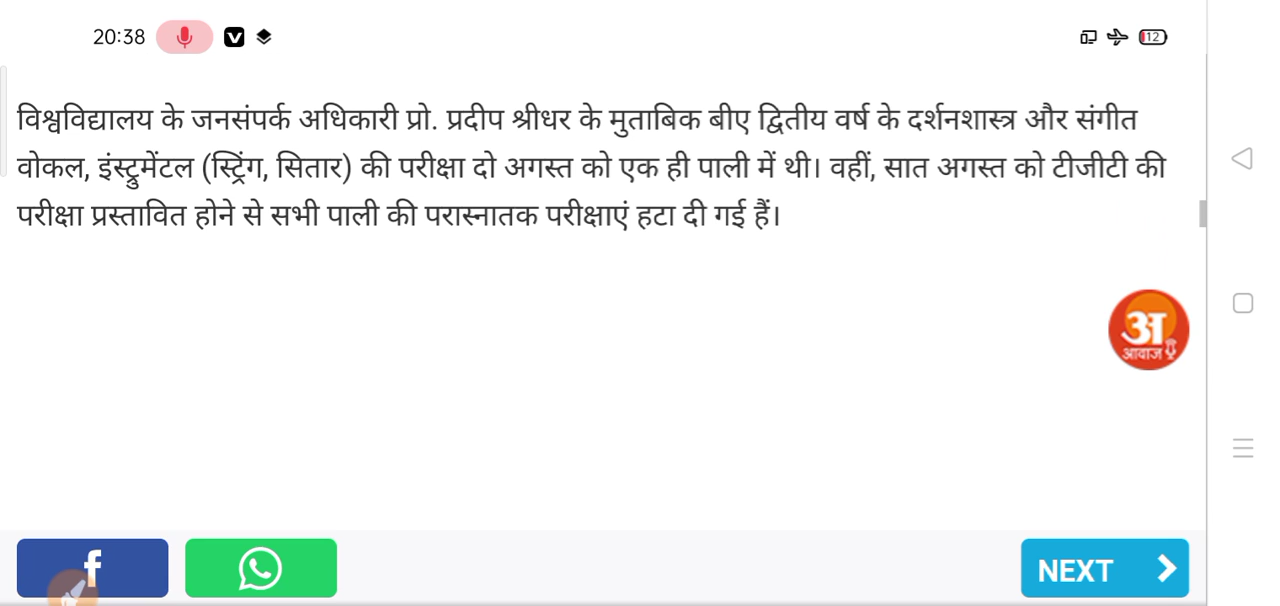 20:38
12
विश्वविद्यालय के जनसंपर्क अधिकारी प्रो. प्रदीप श्रीधर के मुताबिक बीए द्वितीय वर्ष के दर्शनशास्त्र और संगीत
वोकल, इंस्ट्रूमेंटल (स्ट्रिंग, सितार) की परीक्षा दो अगस्त को एक ही पाली में थी। वहीं, सात अगस्त को टीजीटी की
परीक्षा प्रस्तावित होने से सभी पाली की परास्नातक परीक्षाएं हटा दी गई हैं।
अ
आवाज
NEXT